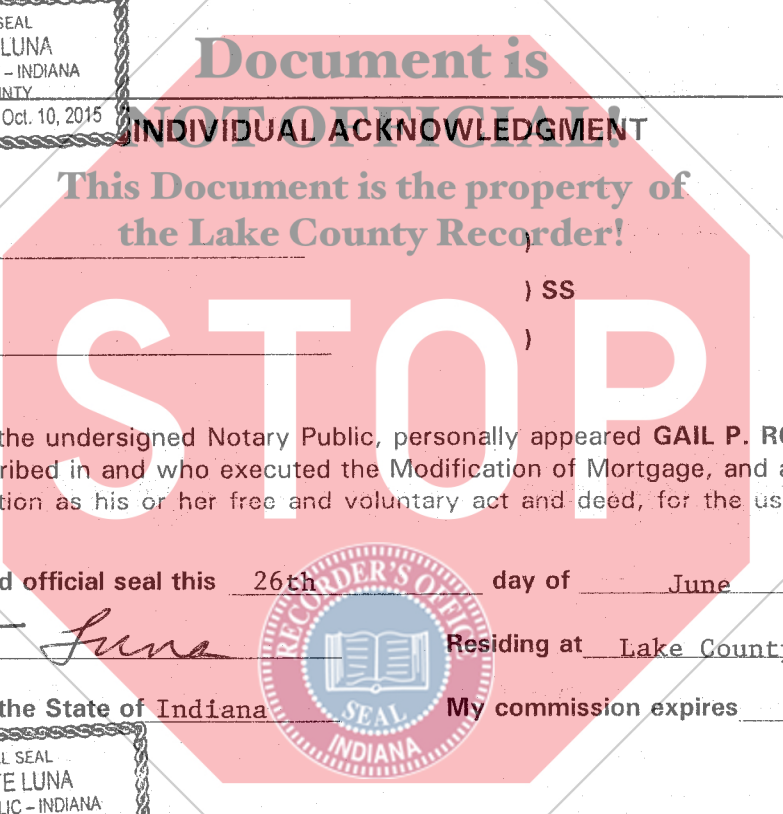 SEAL
LUNA
– INDIANA
NTY
Oct. 10, 2015
Document is
NOT OFFICIAL!
INDIVIDUAL ACKNOWLEDGMENT
This Document is the property of
the Lake County Recorder!
)
) SS
)
STOP
the undersigned Notary Public, personally appeared GAIL P. RO
ribed in and who executed the Modification of Mortgage, and a
tion as his or her free and voluntary act and deed, for the us
d official seal this 26th day of June
Luna Residing at Lake County
the State of Indiana My commission expires
RECORDER'S OFFICE
SEAL
INDIANA
L SEAL
TE LUNA
LIC – INDIANA